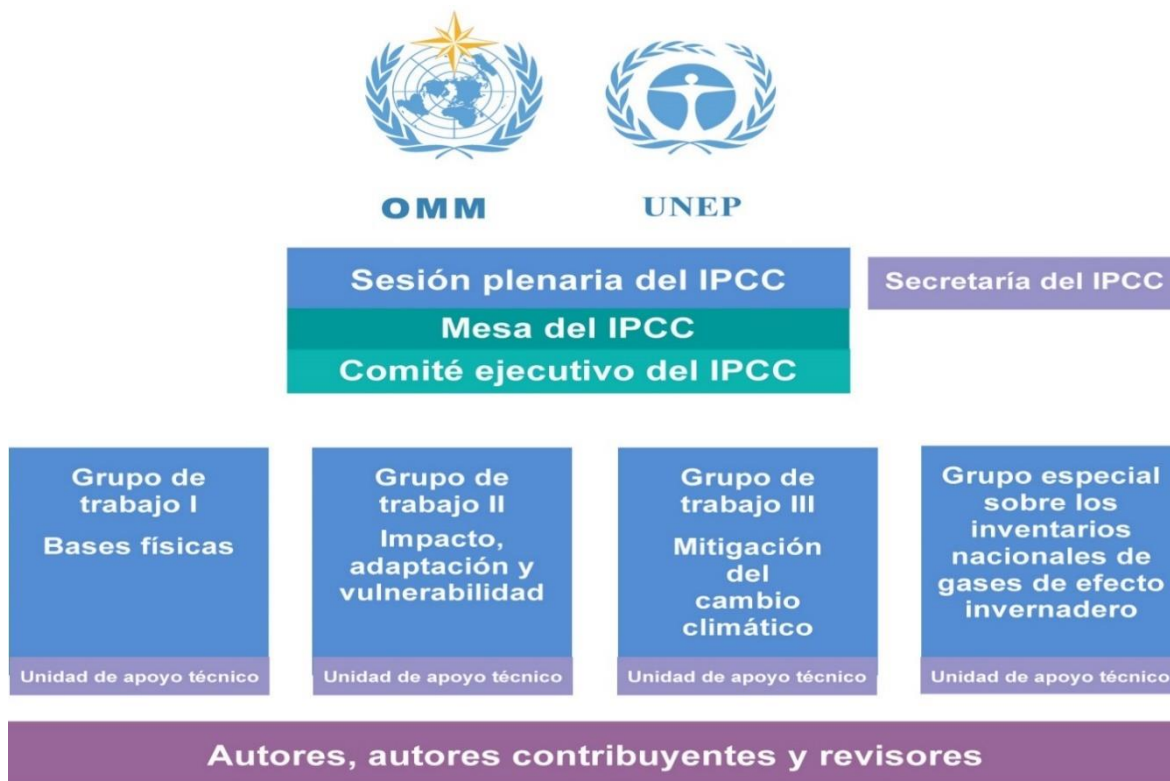 OMM
UNEP
Sesión plenaria del IPCC
Secretaría del IPCC
Mesa del IPCC
Comité ejecutivo del IPCC
Grupo de
trabajo I
Bases físicas
Unidad de apoyo técnico
Grupo de
trabajo II
Impacto,
adaptación y
vulnerabilidad
Unidad de apoyo técnico
Grupo de
trabajo III
Mitigación
del
cambio
climático
Unidad de apoyo técnico
Grupo especial
sobre los
inventarios
nacionales de
gases de efecto
invernadero
Unidad de apoyo técnico
Autores, autores contribuyentes y revisores